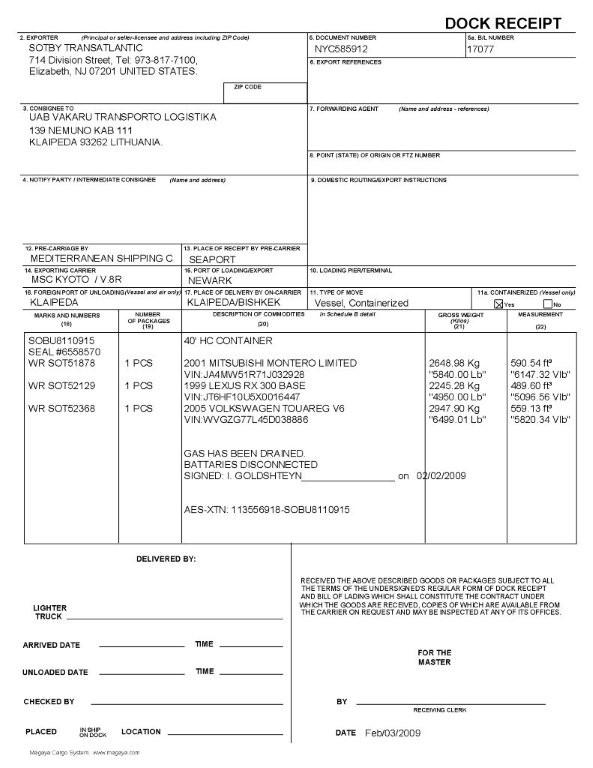 DOCK RECEIPT
2. EXPORTER (Principal or seller-licensee and address including ZIP Code)
SOTBY TRANSATLANTIC
714 Division Street, Tel: 973-817-7100,
Elizabeth, NJ 07201 UNITED STATES.
ZIP CODE
5. DOCUMENT NUMBER
NYC585912
5a. B/L NUMBER
17077
6. EXPORT REFERENCES
3. CONSIGNEE TO
UAB VAKARU TRANSPORTO LOGISTIKA
139 NEMUNO KAB 111
KLAIPEDA 93262 LITHUANIA.
7. FORWARDING AGENT (Name and address - references)
8. POINT (STATE) OF ORIGIN OR FTZ NUMBER
4. NOTIFY PARTY / INTERMEDIATE CONSIGNEE (Name and address)
9. DOMESTIC ROUTING/EXPORT INSTRUCTIONS
12. PRE-CARRIAGE BY
MEDITERRANEAN SHIPPING C
13. PLACE OF RECEIPT BY PRE-CARRIER
SEAPORT
14. EXPORTING CARRIER
MSC KYOTO / V.8R
15. PORT OF LOADING/EXPORT
NEWARK
10. LOADING PIER/TERMINAL
16. FOREIGN PORT OF UNLOADING (Vessel and air only)
KLAIPEDA
17. PLACE OF DELIVERY BY ON-CARRIER
KLAIPEDA/BISHKEK
11. TYPE OF MOVE
Vessel, Containerized
11a. CONTAINERIZED (Vessel only)
Yes No
MARKS AND NUMBERS
(18)
NUMBER
OF PACKAGES
(19)
DESCRIPTION OF COMMODITIES in Schedule B detail
(20)
GROSS WEIGHT
(Kilos)
(21)
MEASUREMENT
(22)
SOBU8110915 40' HC CONTAINER
SEAL #6558570
WR SOT51878 1 PCS 2001 MITSUBISHI MONTERO LIMITED 2648.98 Kg 590.54 ft³
VIN:JA4MW51R71J032928 "5840.00 Lb" "6147.32 Vlb"
WR SOT52129 1 PCS 1999 LEXUS RX 300 BASE 2245.28 Kg 489.60 ft³
VIN:JT6HF10U5X0016447 "4950.00 Lb" "5096.56 Vlb"
WR SOT52368 1 PCS 2005 VOLKSWAGEN TOUAREG V6 2947.90 Kg 559.13 ft³
VIN:WVGZG77L45D038886 "6499.01 Lb" "5820.34 Vlb"
GAS HAS BEEN DRAINED.
BATTARIES DISCONNECTED
SIGNED: I. GOLDSHTEYN on 02/02/2009
AES-XTN: 113556918-SOBU8110915
DELIVERED BY:
LIGHTER
TRUCK
ARRIVED DATE TIME
UNLOADED DATE TIME
CHECKED BY
PLACED IN SHIP
ON DOCK LOCATION
RECEIVED THE ABOVE DESCRIBED GOODS OR PACKAGES SUBJECT TO ALL
THE TERMS OF THE UNDERSIGNED'S REGULAR FORM OF DOCK RECEIPT
AND BILL OF LADING WHICH SHALL CONSTITUTE THE CONTRACT UNDER
WHICH THE GOODS ARE RECEIVED, COPIES OF WHICH ARE AVAILABLE FROM
THE CARRIER ON REQUEST AND MAY BE INSPECTED AT ANY OF ITS OFFICES.
FOR THE
MASTER
BY
RECEIVING CLERK
DATE Feb/03/2009
Magaya Cargo System www.magaya.com